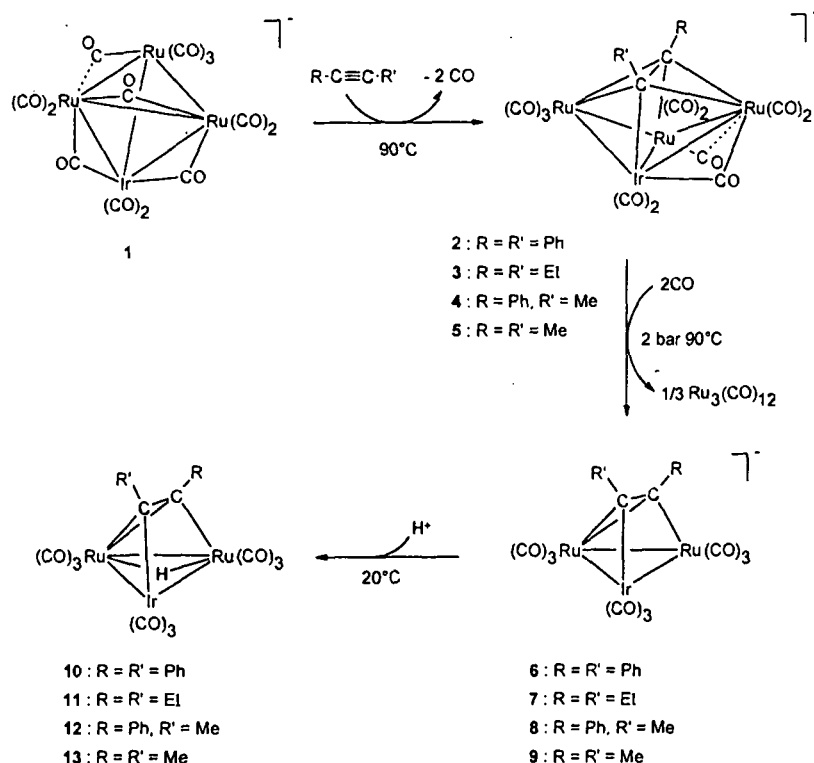 O
C
Ru(CO)3
O
C
(CO)2Ru
Ru(CO)2
OC
CO
Ir
(CO)2
⌉-
1
R-C≡C-R'
- 2 CO
90°C
R
R'
C
C
(CO)3Ru
(CO)2
Ru(CO)2
Ru
C
O
CO
Ir
(CO)2
⌉-
2 : R = R' = Ph
3 : R = R' = Et
4 : R = Ph, R' = Me
5 : R = R' = Me
2CO
2 bar 90°C
1/3 Ru3(CO)12
R'
R
C
C
(CO)3Ru
Ru(CO)3
H
Ir
(CO)3
H+
20°C
R'
R
C
C
(CO)3Ru
Ru(CO)3
Ir
(CO)3
⌉-
10 : R = R' = Ph
11 : R = R' = Et
12 : R = Ph, R' = Me
13 : R = R' = Me
6 : R = R' = Ph
7 : R = R' = Et
8 : R = Ph, R' = Me
9 : R = R' = Me